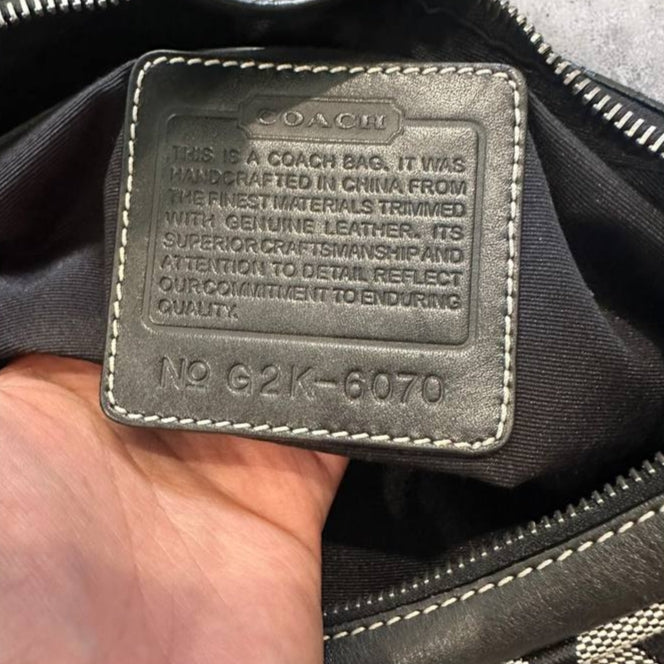 COACH
THIS IS A COACH BAG. IT WAS
HANDCRAFTED IN CHINA FROM
THE FINEST MATERIALS TRIMMED
WITH GENUINE LEATHER. ITS
SUPERIOR CRAFTSMANSHIP AND
ATTENTION TO DETAIL REFLECT
OUR COMMITMENT TO ENDURING
QUALITY.
Nº G2K-6070